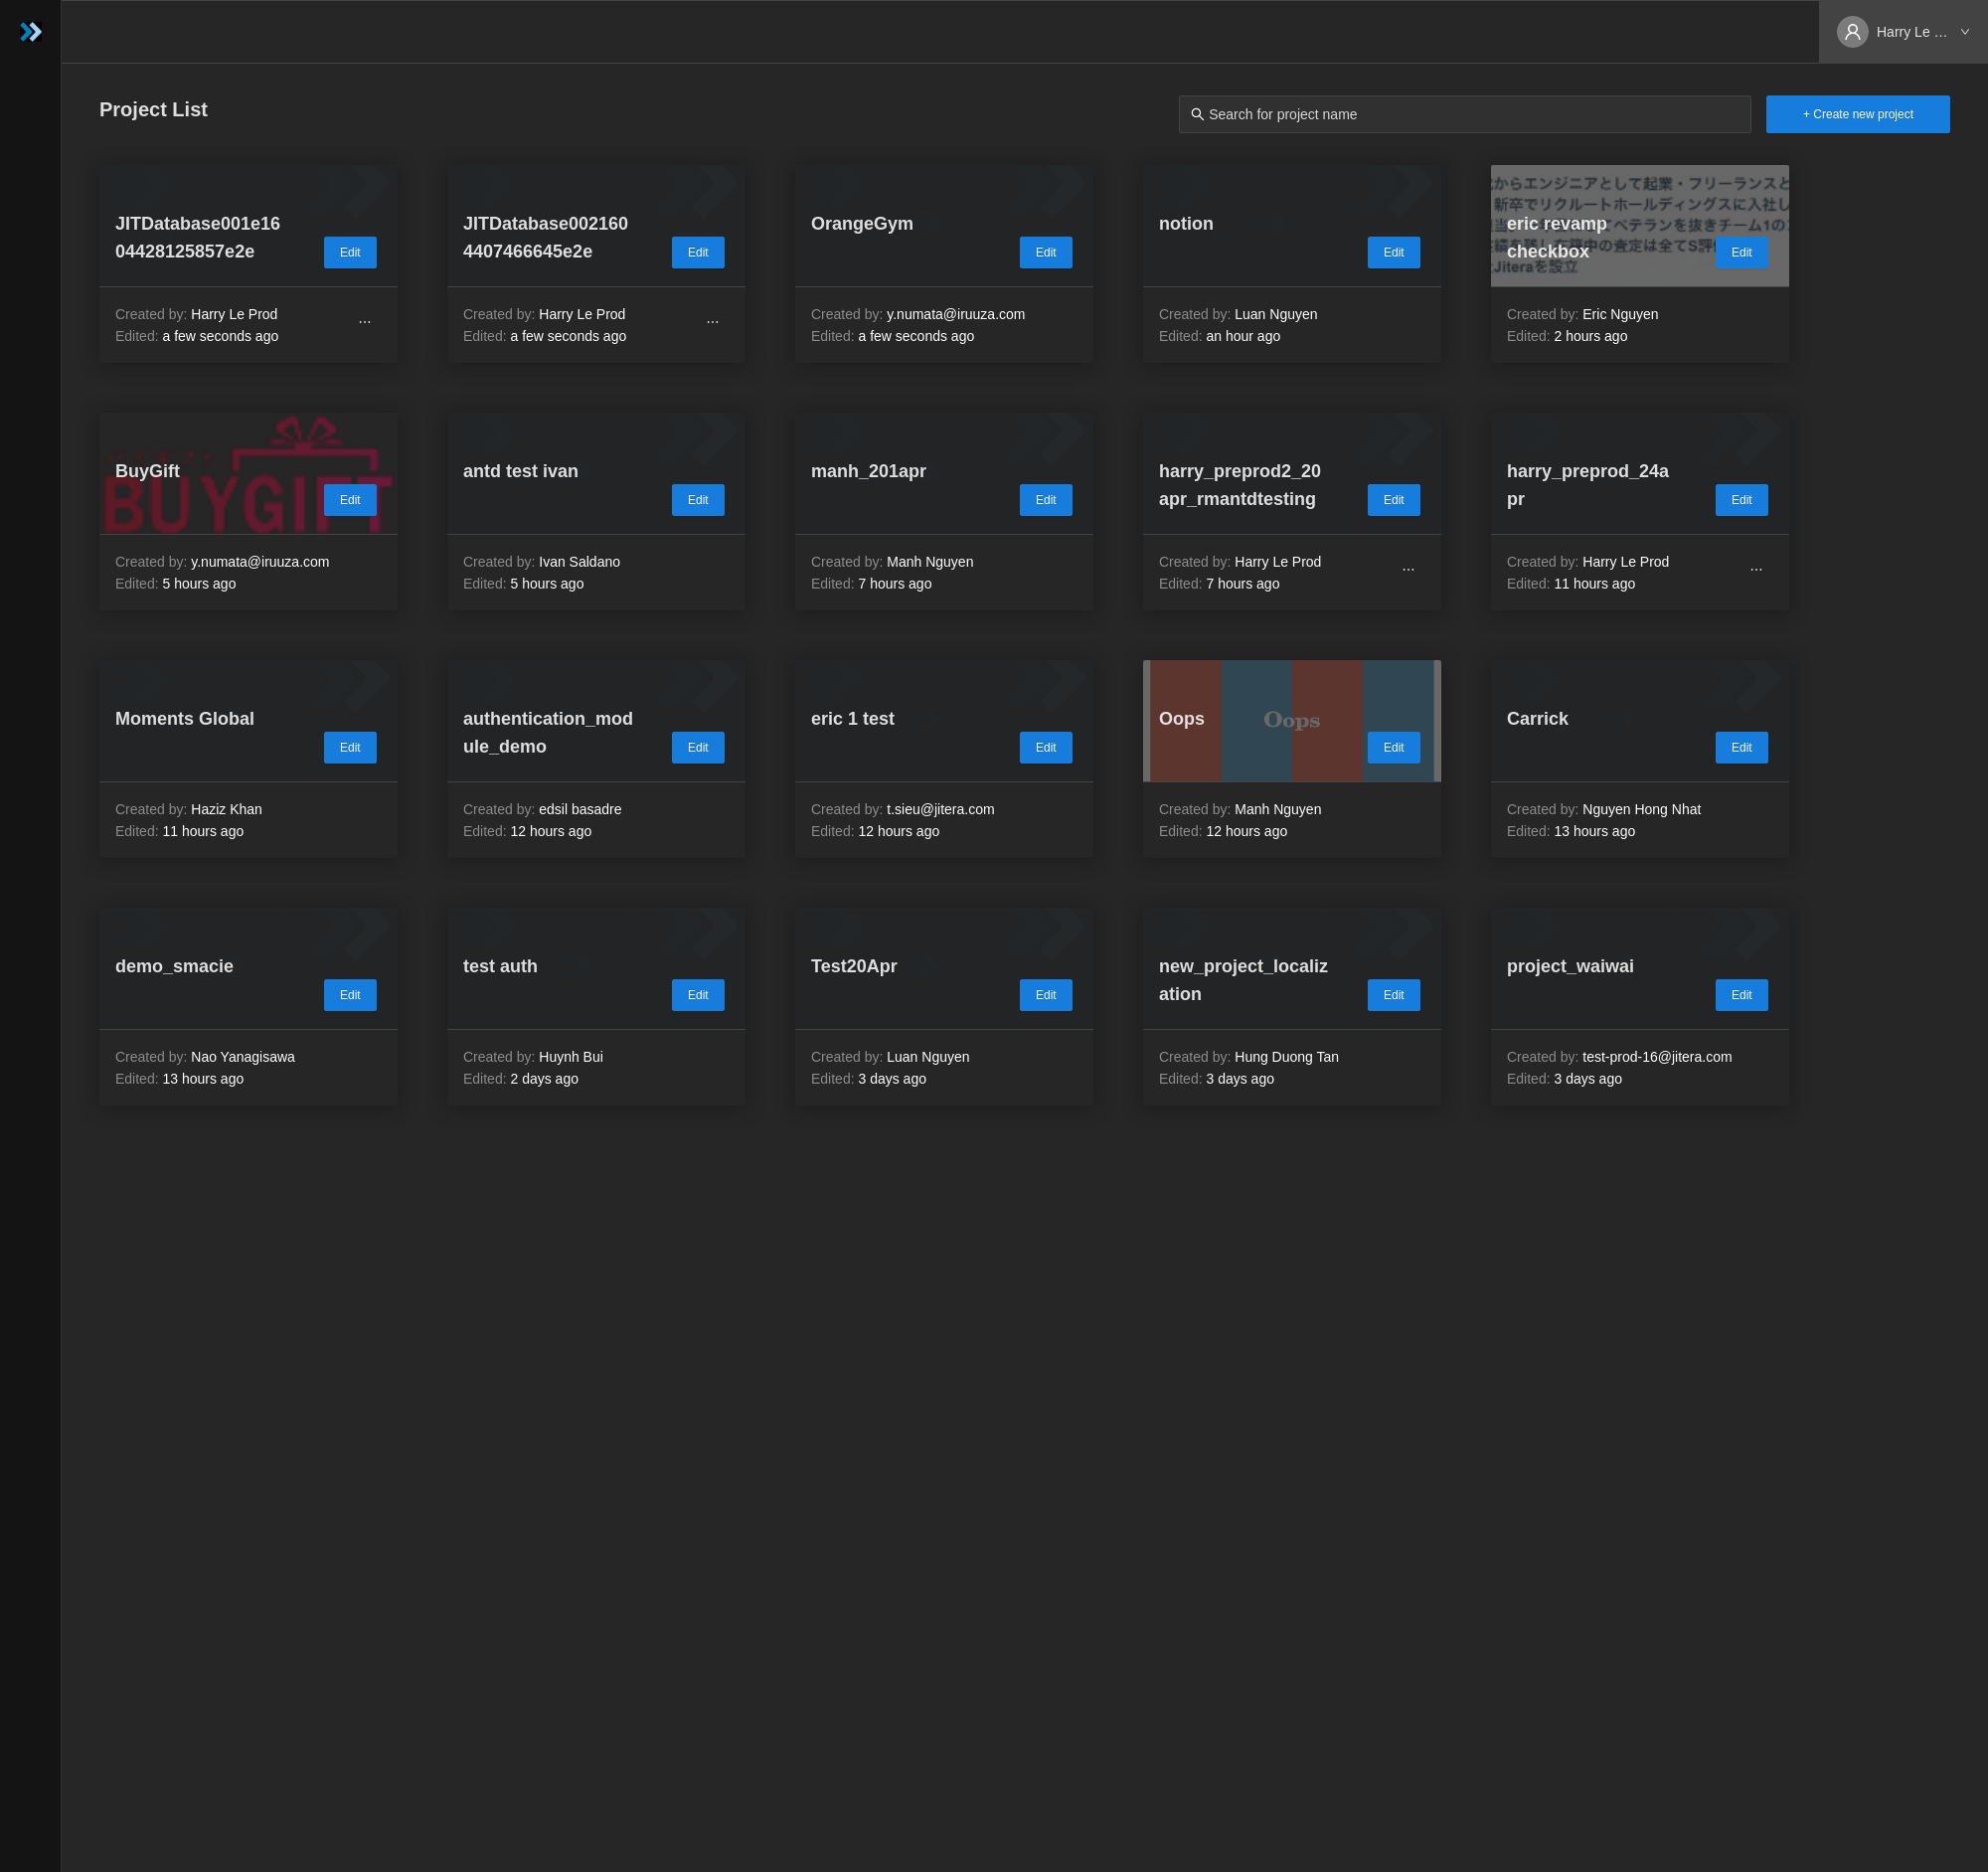 Harry Le …
Project List
Search for project name
+ Create new project
JITDatabase001e16
04428125857e2e
Edit
Created by: Harry Le Prod
...
Edited: a few seconds ago
JITDatabase002160
4407466645e2e
Edit
Created by: Harry Le Prod
...
Edited: a few seconds ago
OrangeGym
Edit
Created by: y.numata@iruuza.com
Edited: a few seconds ago
notion
Edit
Created by: Luan Nguyen
Edited: an hour ago
からエンジニアとして起業・フリーランスと
新卒でリクルートホールディングスに入社し
eric revamp
ベテランを抜きチーム1の
checkbox
中の査定は全てS評
Edit
Jiteraを設立
Created by: Eric Nguyen
Edited: 2 hours ago
BuyGift
BUYGIFT
Edit
Created by: y.numata@iruuza.com
Edited: 5 hours ago
antd test ivan
Edit
Created by: Ivan Saldano
Edited: 5 hours ago
manh_201apr
Edit
Created by: Manh Nguyen
Edited: 7 hours ago
harry_preprod2_20
apr_rmantdtesting
Edit
Created by: Harry Le Prod
...
Edited: 7 hours ago
harry_preprod_24a
pr
Edit
Created by: Harry Le Prod
...
Edited: 11 hours ago
Moments Global
Edit
Created by: Haziz Khan
Edited: 11 hours ago
authentication_mod
ule_demo
Edit
Created by: edsil basadre
Edited: 12 hours ago
eric 1 test
Edit
Created by: t.sieu@jitera.com
Edited: 12 hours ago
Oops
Oops
Edit
Created by: Manh Nguyen
Edited: 12 hours ago
Carrick
Edit
Created by: Nguyen Hong Nhat
Edited: 13 hours ago
demo_smacie
Edit
Created by: Nao Yanagisawa
Edited: 13 hours ago
test auth
Edit
Created by: Huynh Bui
Edited: 2 days ago
Test20Apr
Edit
Created by: Luan Nguyen
Edited: 3 days ago
new_project_localiz
ation
Edit
Created by: Hung Duong Tan
Edited: 3 days ago
project_waiwai
Edit
Created by: test-prod-16@jitera.com
Edited: 3 days ago